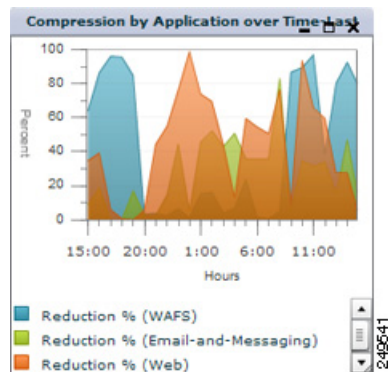 Compression by Application over Time-Last
100
80
60
40
20
0
Percent
15:00 20:00 1:00 6:00 11:00
Hours
Reduction % (WAFS)
Reduction % (Email-and-Messaging)
Reduction % (Web)
249541